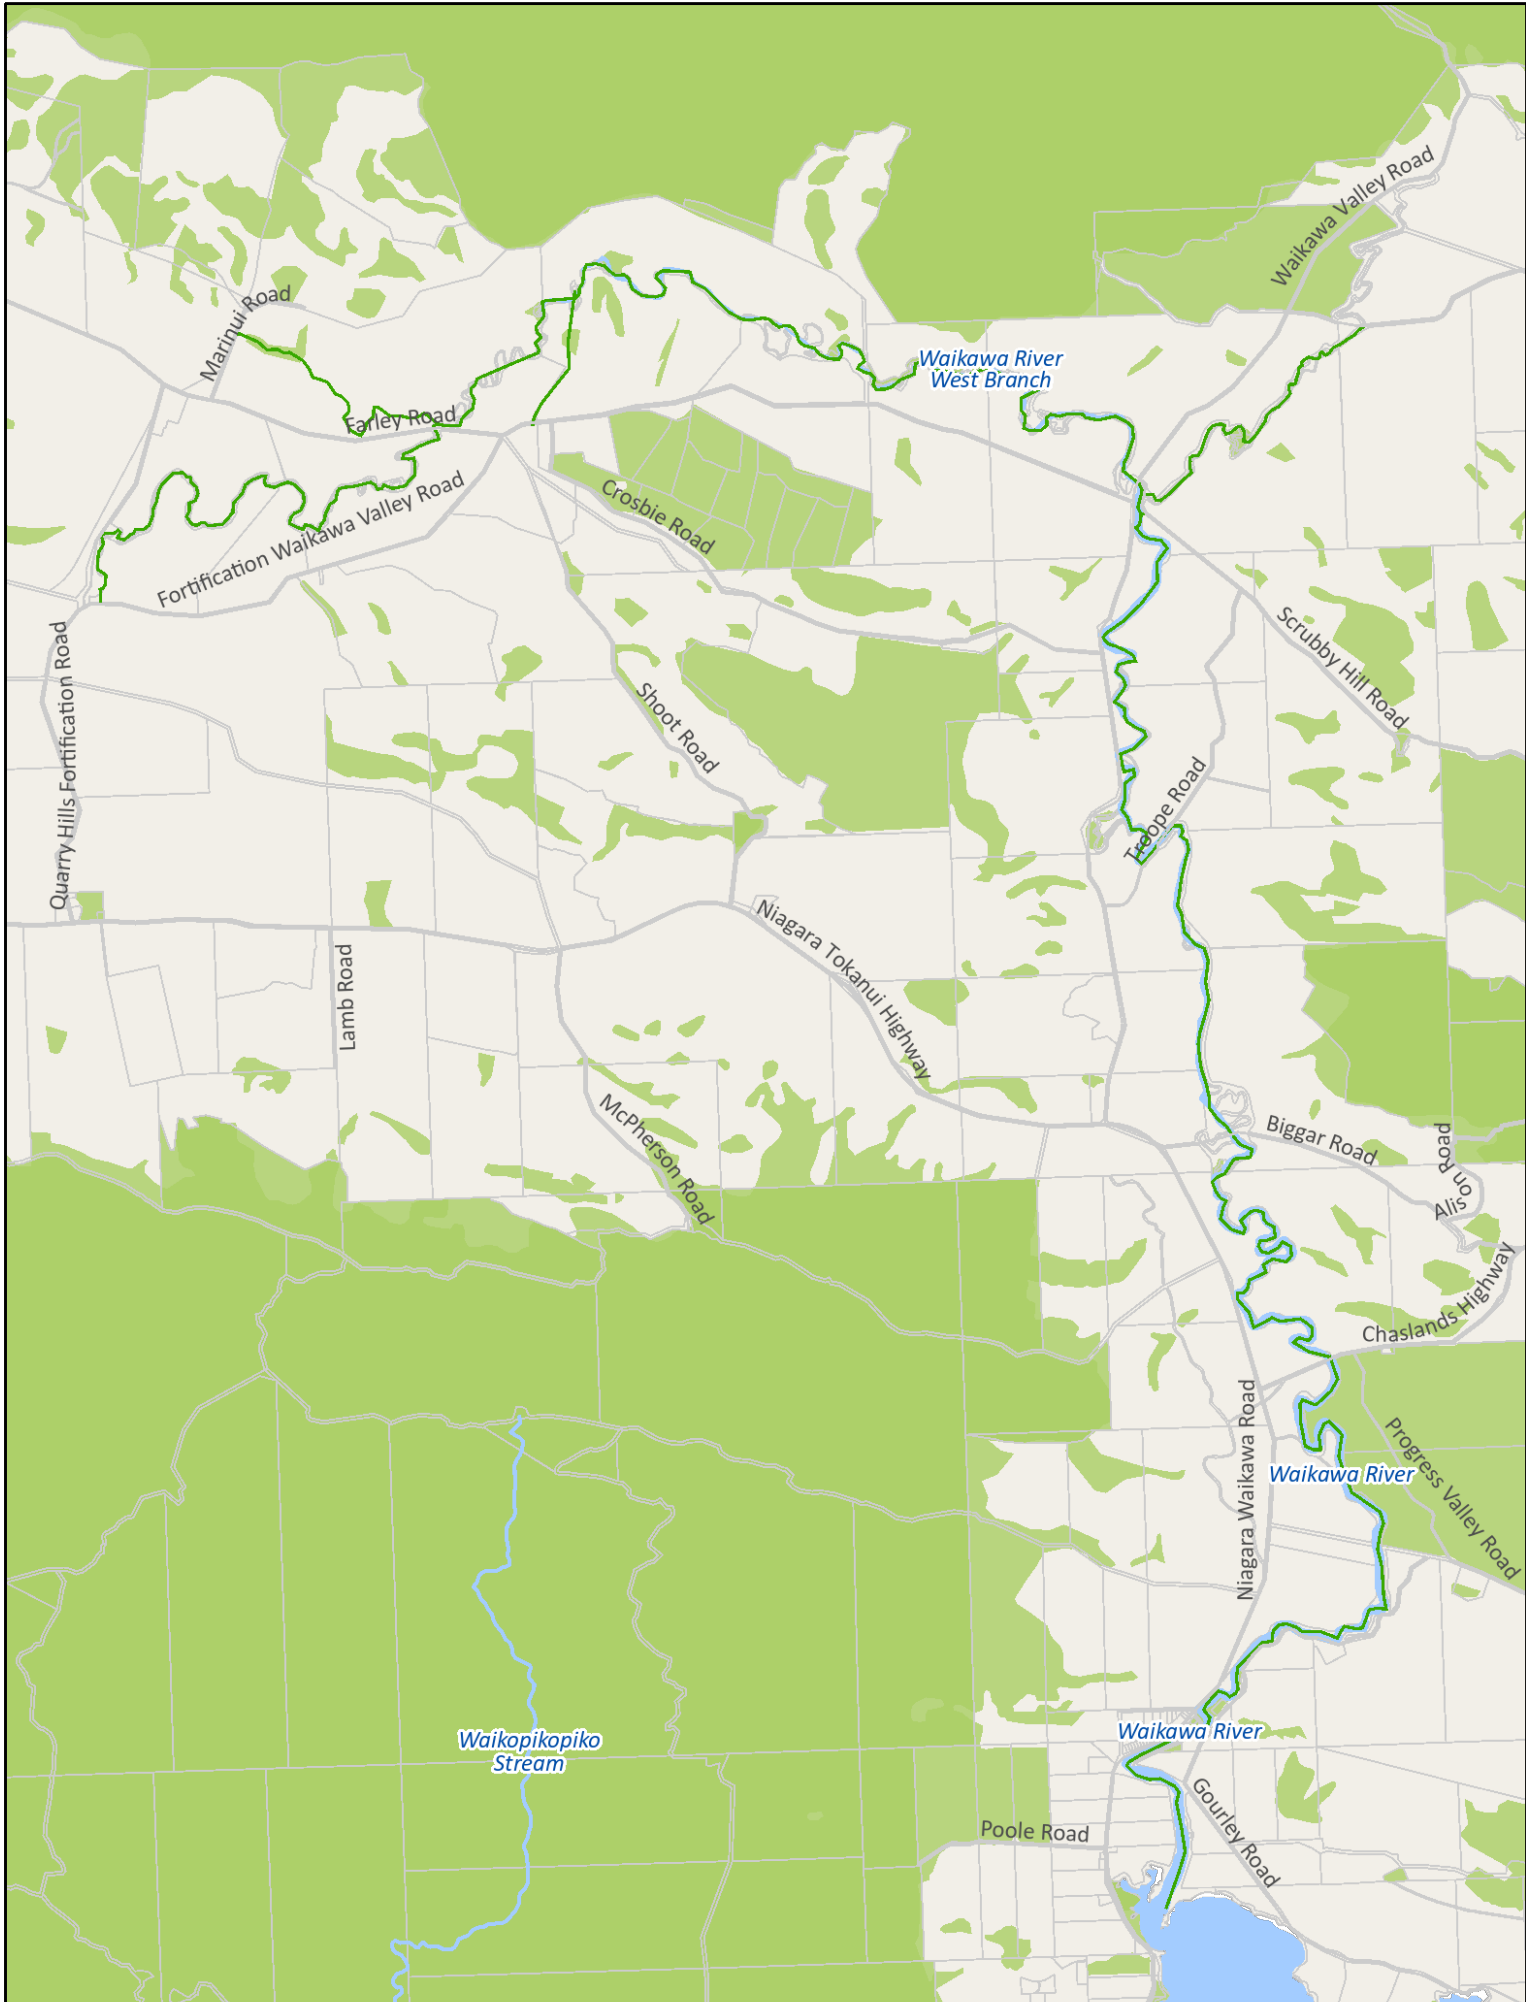 Waikawa Valley Road
Marinui Road
Waikawa River
West Branch
Farley Road
Crosbie Road
Fortification Waikawa Valley Road
Scrubby Hill Road
Quarry Hills Fortification Road
Shoot Road
Troope Road
Niagara Tokanui Highway
Lamb Road
McPherson Road
Biggar Road
Alis
on Road
Chaslands Highway
Niagara Waikawa Road
Progress Valley Road
Waikawa River
Waikawa River
Waikopikopiko
Stream
Gourley Road
Poole Road